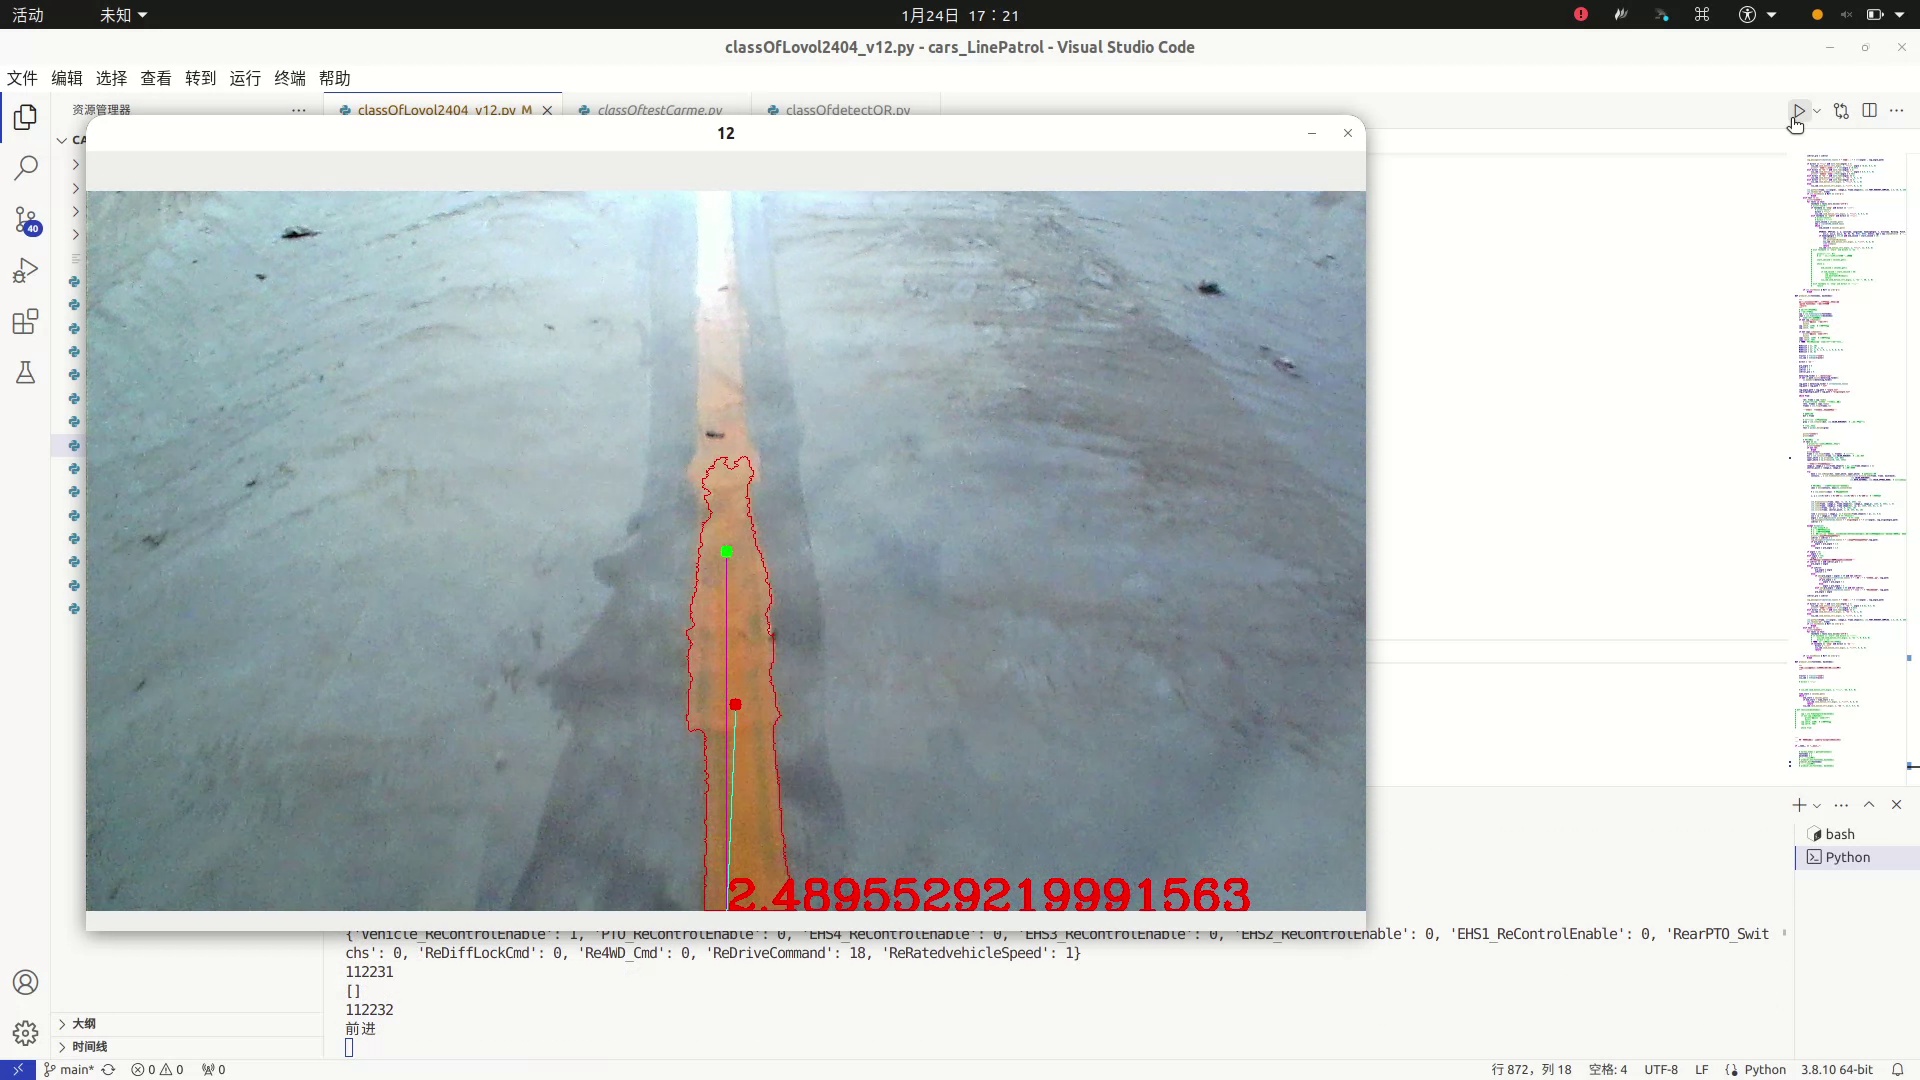 活动
未知
1月24日 17：21
classOfLovol2404_v12.py - cars_LinePatrol - Visual Studio Code
文件 编辑 选择 查看 转到 运行 终端 帮助
资源管理器
classOfLovol2404_v12.py M
classOftestCarme.py
classOfdetectQR.py
CA
12
40
2.4895529219991563
bash
Python
{'Vehicle_ReControlEnable': 1, 'PTO_ReControlEnable': 0, 'EHS4_ReControlEnable': 0, 'EHS3_ReControlEnable': 0, 'EHS2_ReControlEnable': 0, 'EHS1_ReControlEnable': 0, 'RearPTO_Swit
chs': 0, 'ReDiffLockCmd': 0, 'Re4WD_Cmd': 0, 'ReDriveCommand': 18, 'ReRatedvehicleSpeed': 1}
112231
[]
112232
前进
大纲
时间线
main* 0 0 0
行 872，列 18 空格: 4 UTF-8 LF Python 3.8.10 64-bit